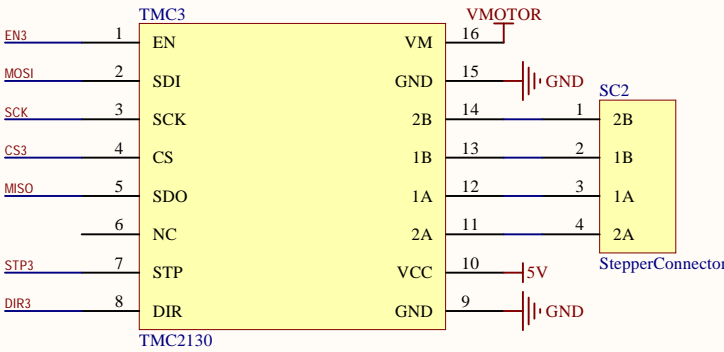 TMC3
VMOTOR
EN3 1 EN VM 16
MOSI 2 SDI GND 15 GND
SC2
SCK 3 SCK 2B 14 1 2B
CS3 4 CS 1B 13 2 1B
MISO 5 SDO 1A 12 3 1A
6 NC 2A 11 4 2A
StepperConnector
STP3 7 STP VCC 10 5V
DIR3 8 DIR GND 9 GND
TMC2130